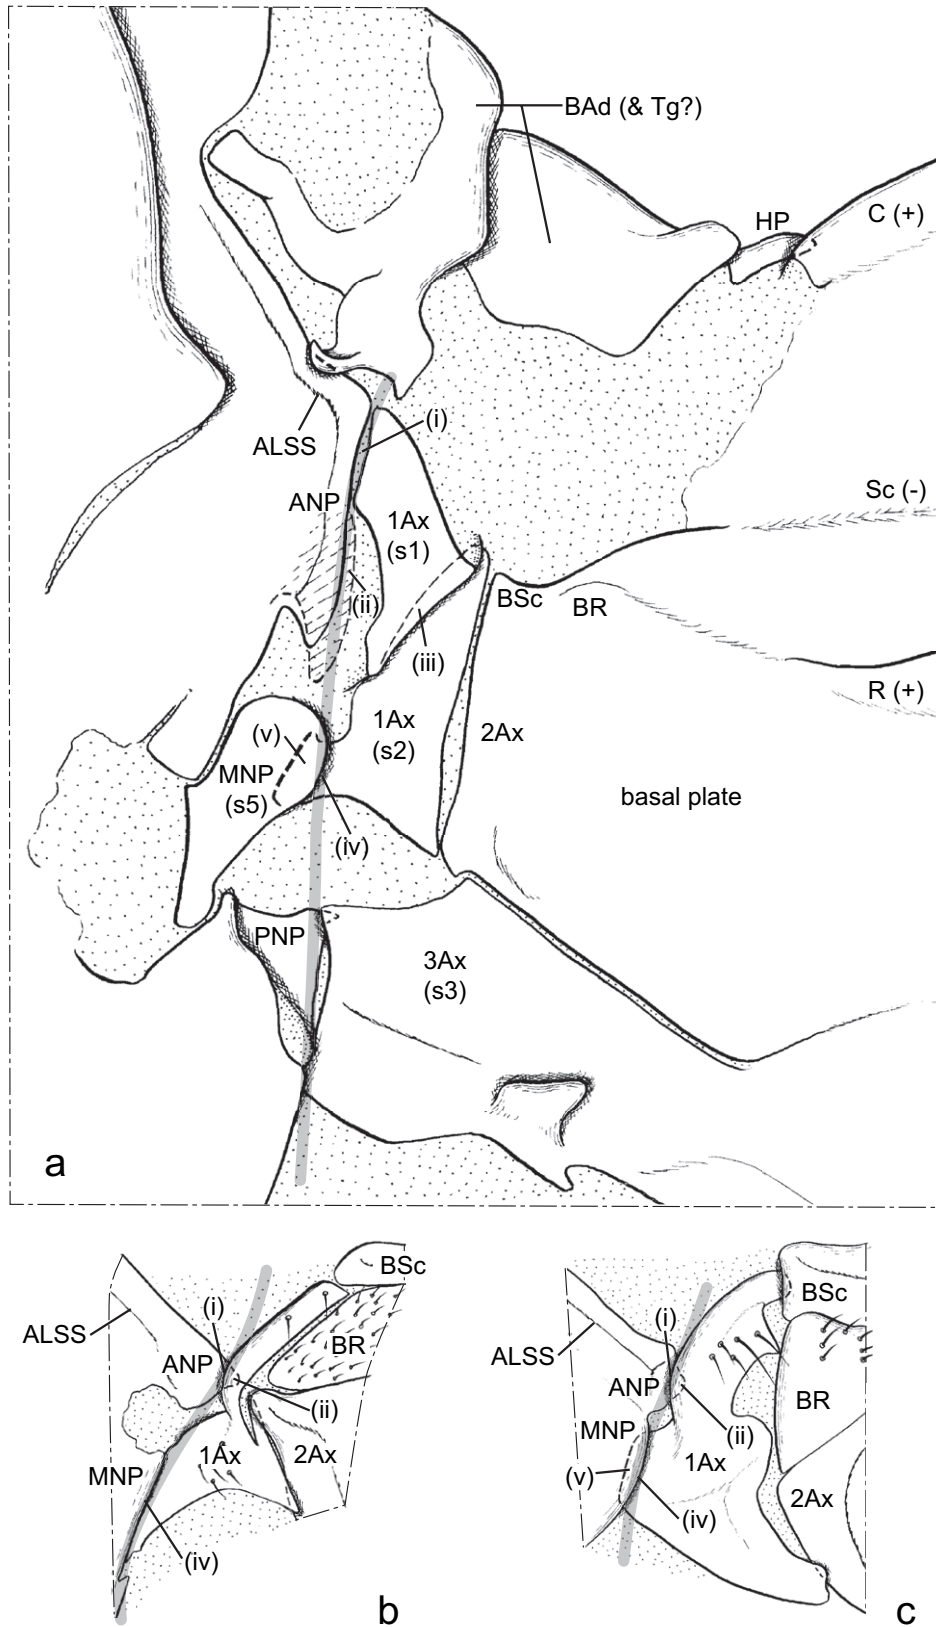 BAd (& Tg?)
HP
C (+)
ALSS
(i)
ANP
1Ax
(s1)
Sc (-)
(ii)
BSc
BR
(iii)
R (+)
(v)
1Ax
(s2)
2Ax
MNP
(s5)
basal plate
(iv)
PNP
3Ax
(s3)
a
BSc
(i)
ALSS
ANP
BR
(ii)
1Ax
2Ax
MNP
(iv)
b
BSc
(i)
ALSS
ANP
BR
MNP
(ii)
1Ax
(v)
2Ax
(iv)
c